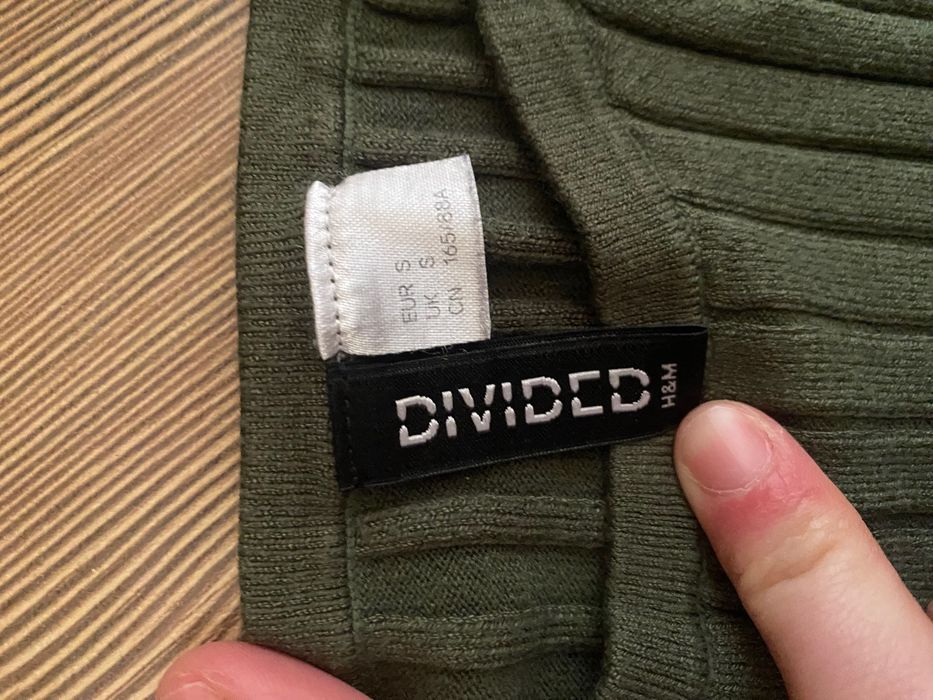 EUR S
UK S
CN 165/88A
DIVIDED
H&M